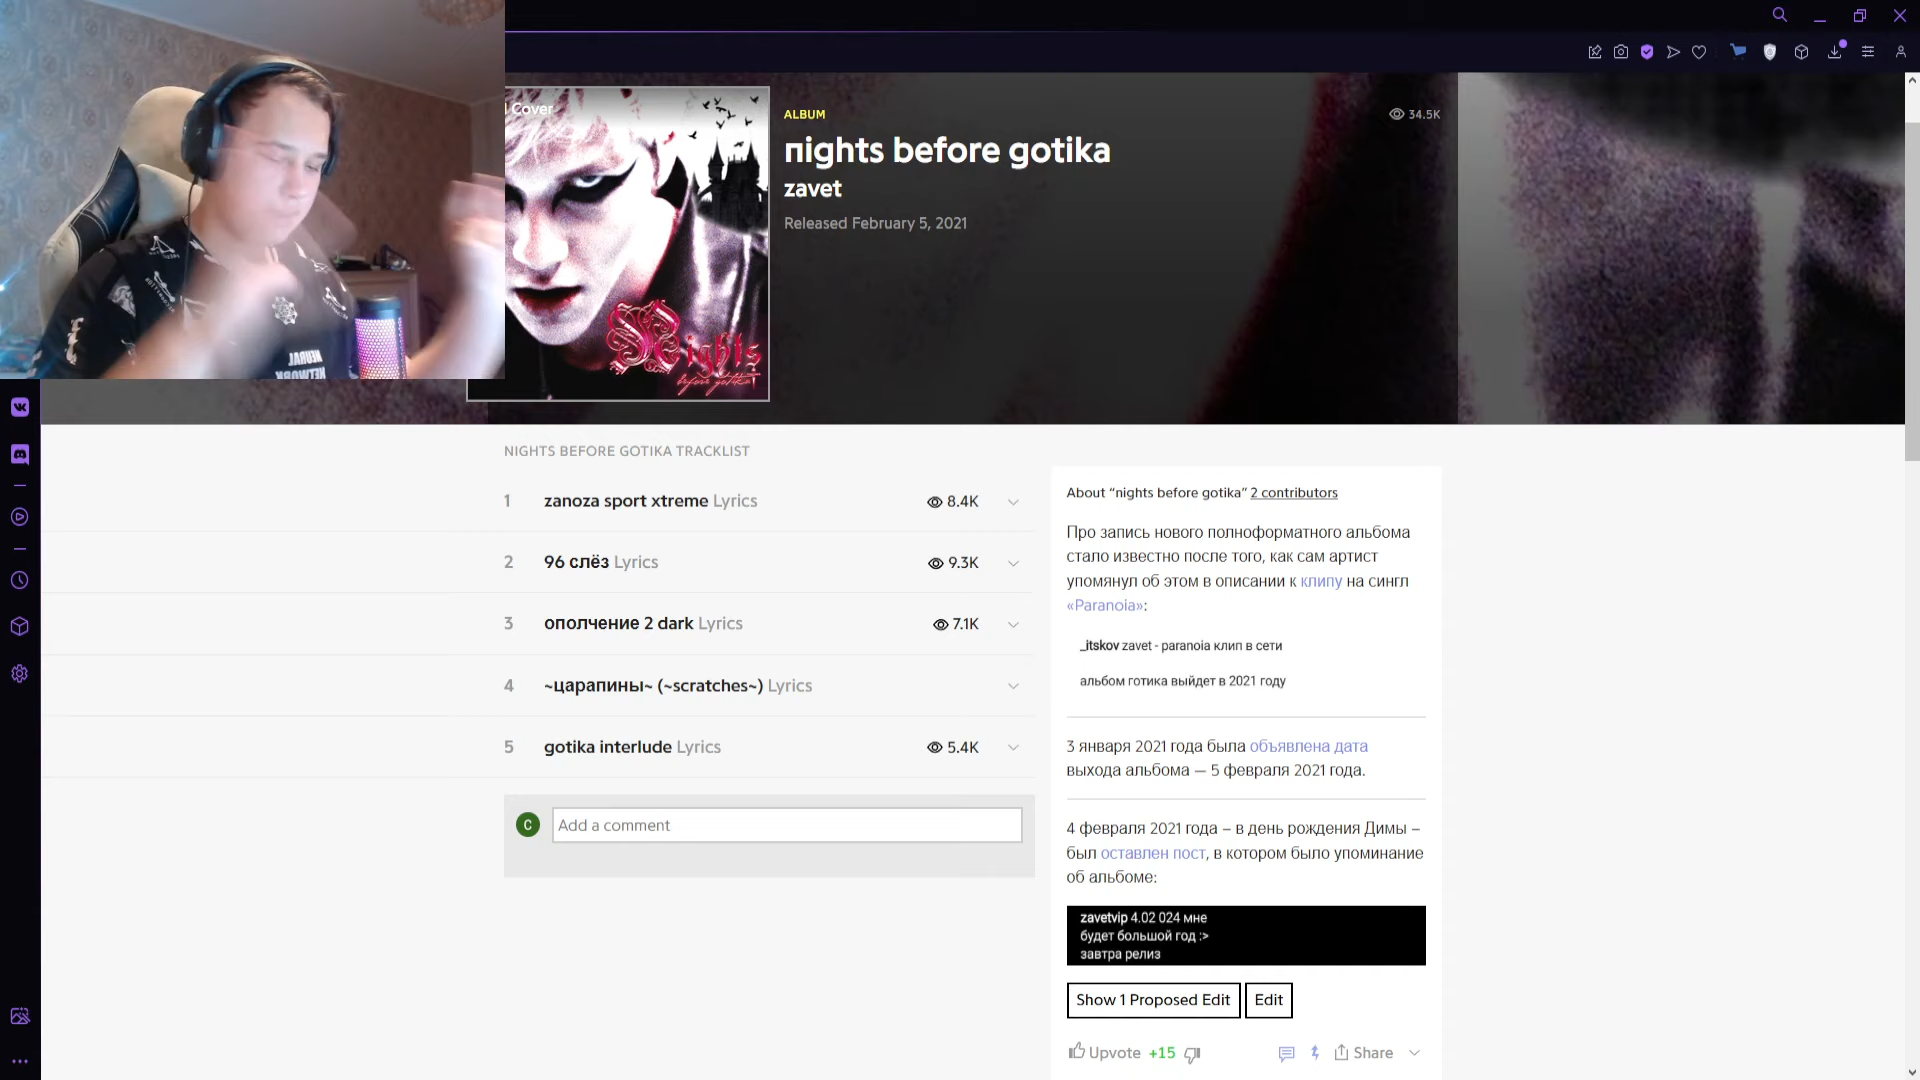 l Cover
Nights
before gotika
NEURAL
NETWORK
ALBUM
nights before gotika
zavet
Released February 5, 2021
34.5K
NIGHTS BEFORE GOTIKA TRACKLIST
1 zanoza sport xtreme Lyrics 8.4K
2 96 слёз Lyrics 9.3K
3 ополчение 2 dark Lyrics 7.1K
4 ~царапины~ (~scratches~) Lyrics
5 gotika interlude Lyrics 5.4K
C Add a comment
About “nights before gotika” 2 contributors
Про запись нового полноформатного альбома
стало известно после того, как сам артист
упомянул об этом в описании к клипу на сингл
«Paranoia»:
_itskov zavet - paranoia клип в сети
альбом готика выйдет в 2021 году
3 января 2021 года была объявлена дата
выхода альбома — 5 февраля 2021 года.
4 февраля 2021 года – в день рождения Димы –
был оставлен пост, в котором было упоминание
об альбоме:
zavetvip 4.02 024 мне
будет большой год :>
завтра релиз
Show 1 Proposed Edit Edit
Upvote +15 Share